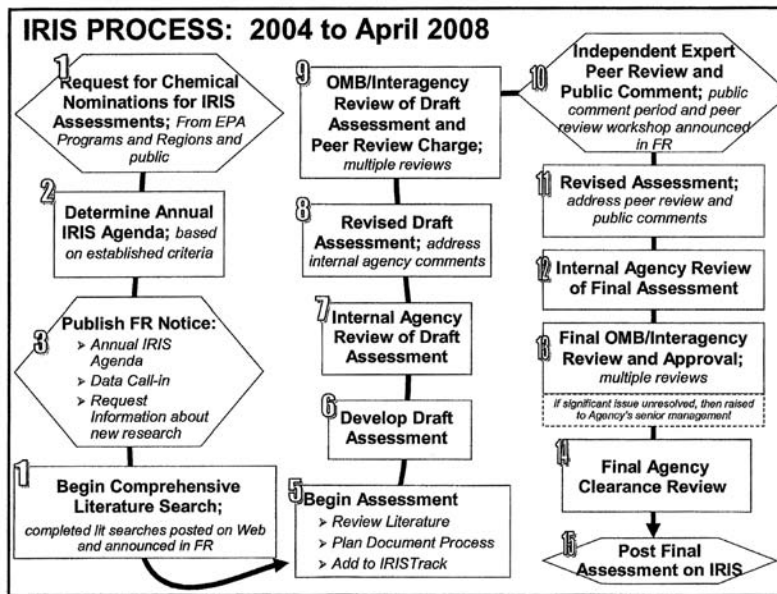 IRIS PROCESS: 2004 to April 2008
1
Request for Chemical
Nominations for IRIS
Assessments; From EPA
Programs and Regions and
public
2
Determine Annual
IRIS Agenda; based
on established criteria
3
Publish FR Notice:
➢ Annual IRIS
Agenda
➢ Data Call-in
➢ Request
Information about
new research
1
Begin Comprehensive
Literature Search;
completed lit searches posted on Web
and announced in FR
5
Begin Assessment
➢ Review Literature
➢ Plan Document Process
➢ Add to IRISTrack
6
Develop Draft
Assessment
7
Internal Agency
Review of Draft
Assessment
8
Revised Draft
Assessment; address
internal agency comments
9
OMB/Interagency
Review of Draft
Assessment and
Peer Review Charge;
multiple reviews
10
Independent Expert
Peer Review and
Public Comment; public
comment period and peer
review workshop announced
in FR
11
Revised Assessment;
address peer review and
public comments
12
Internal Agency Review
of Final Assessment
13
Final OMB/Interagency
Review and Approval;
multiple reviews
if significant issue unresolved, then raised
to Agency's senior management
14
Final Agency
Clearance Review
15
Post Final
Assessment on IRIS